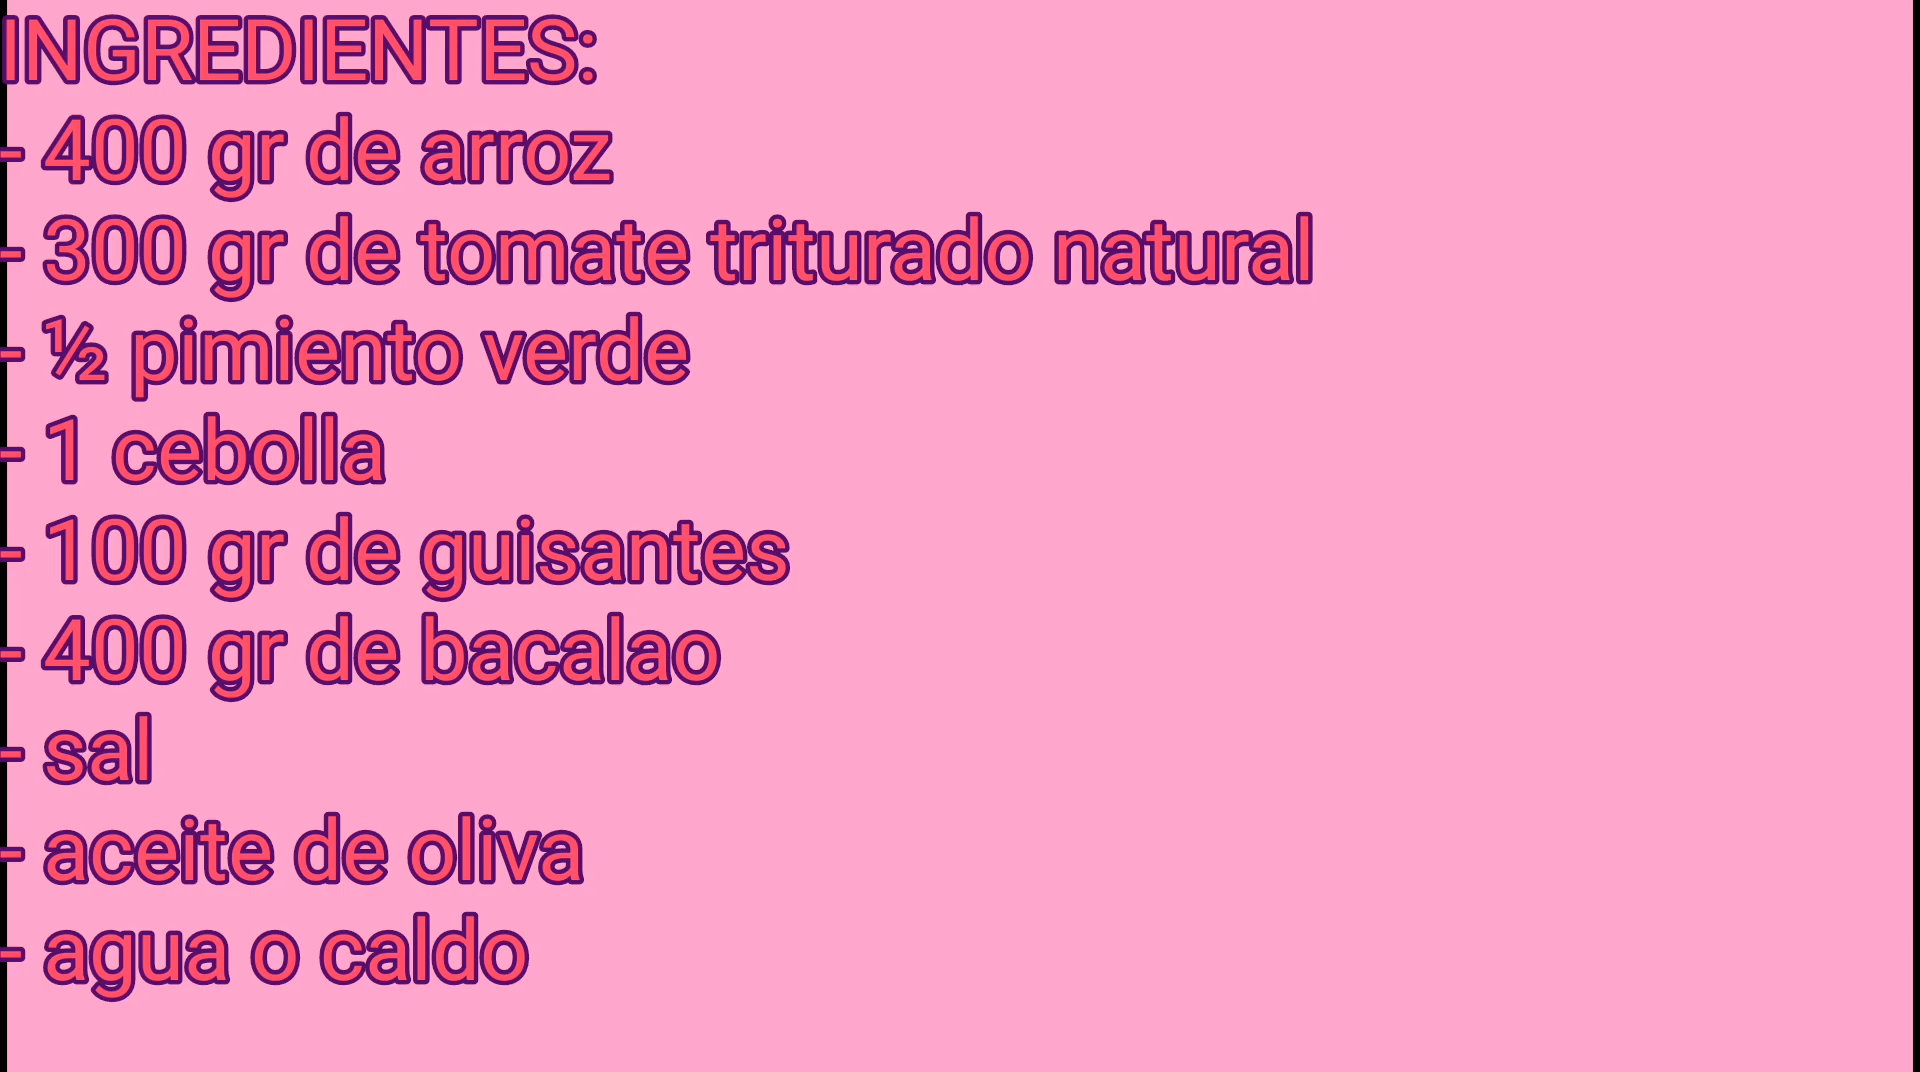 INGREDIENTES:
- 400 gr de arroz
- 300 gr de tomate triturado natural
- ½ pimiento verde
- 1 cebolla
- 100 gr de guisantes
- 400 gr de bacalao
- sal
- aceite de oliva
- agua o caldo